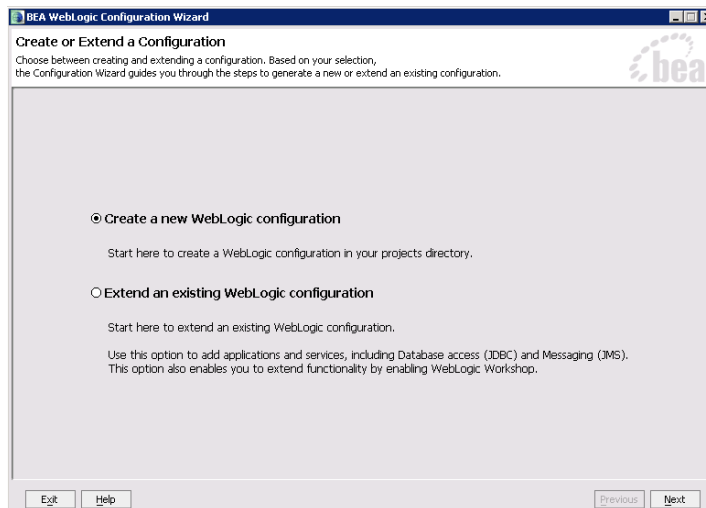 BEA WebLogic Configuration Wizard
Create or Extend a Configuration
Choose between creating and extending a configuration. Based on your selection,
the Configuration Wizard guides you through the steps to generate a new or extend an existing configuration.
bea
Create a new WebLogic configuration
Start here to create a WebLogic configuration in your projects directory.
Extend an existing WebLogic configuration
Start here to extend an existing WebLogic configuration.
Use this option to add applications and services, including Database access (JDBC) and Messaging (JMS).
This option also enables you to extend functionality by enabling WebLogic Workshop.
Exit Help Previous Next